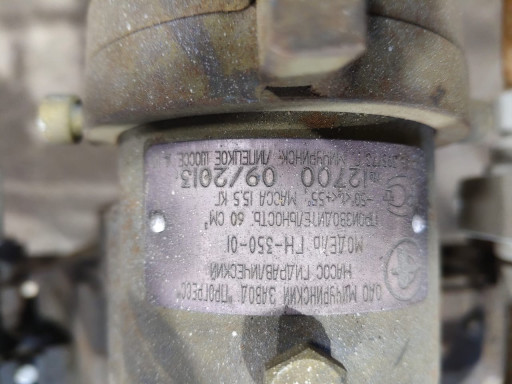 ОАО МИЧУРИНСКИЙ ЗАВОД "ПРОГРЕСС"
НАСОС ГИДРАВЛИЧЕСКИЙ
МОДЕЛЬ ГН-350-01
ПРОИЗВОДИТЕЛЬНОСТЬ 60 СМ³
МАССА 15,5 КГ
12700 09/2013
МИЧУРИНСК, ЛИПЕЦКОЕ ШОССЕ